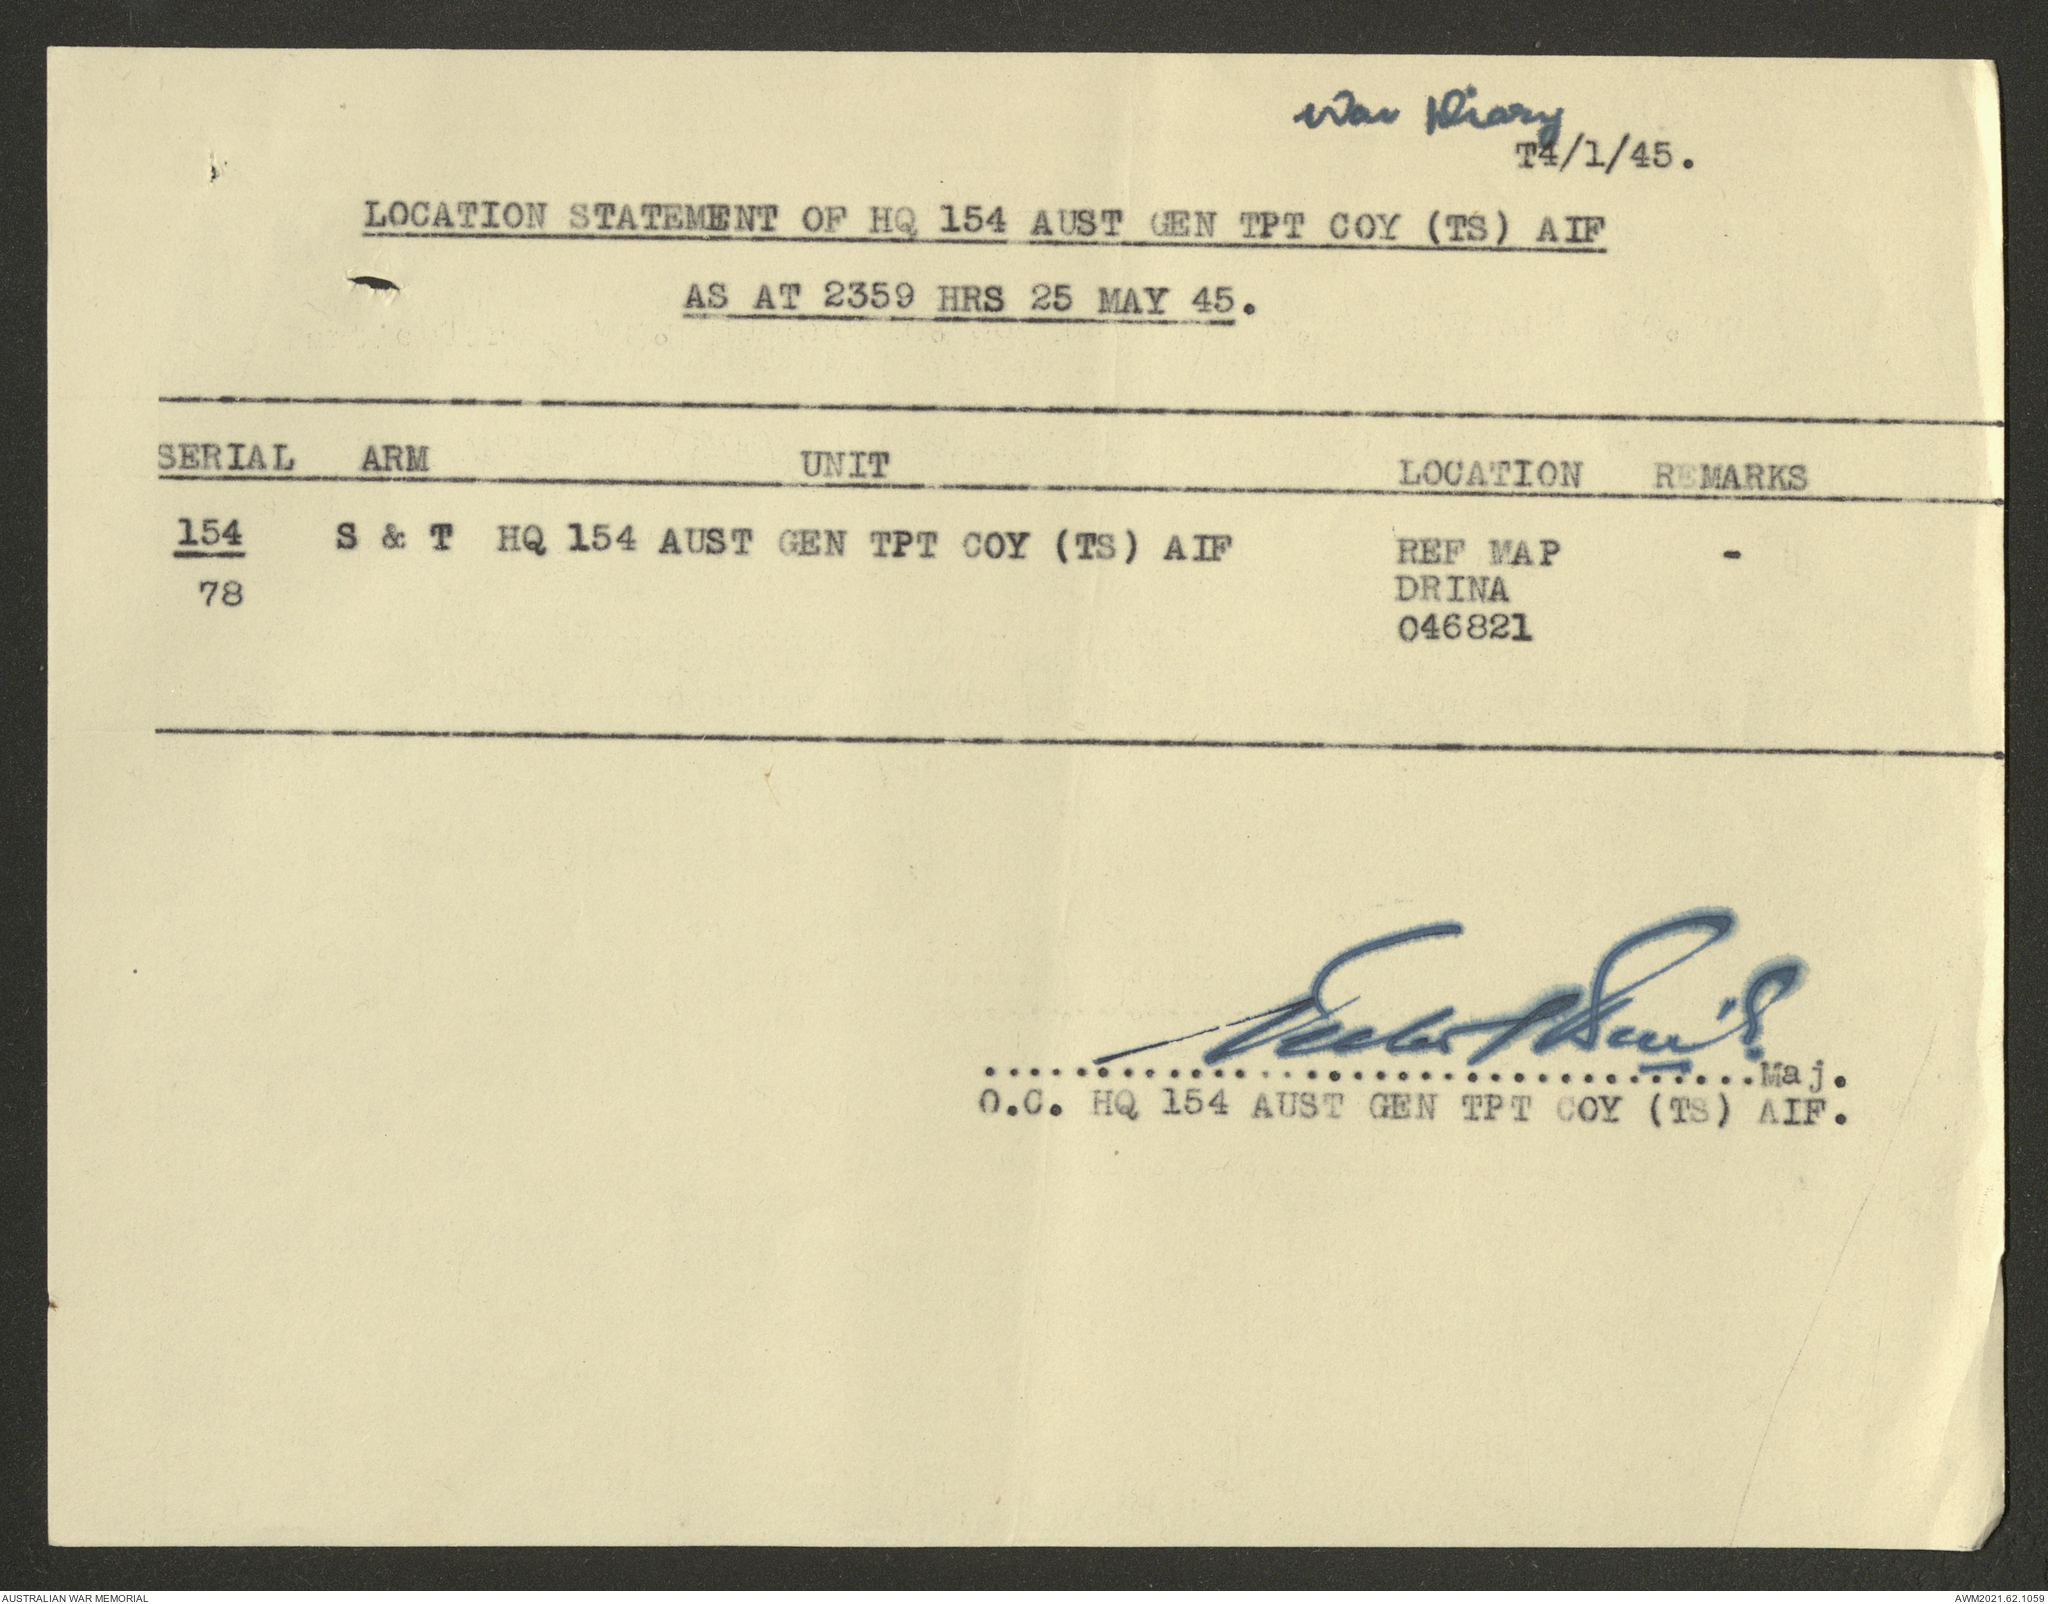 War Diary
T4/1/45.
LOCATION STATEMENT OF HQ 154 AUST GEN TPT COY (TS) AIF
AS AT 2359 HRS 25 MAY 45.
SERIAL ARM UNIT LOCATION REMARKS
154 S & T HQ 154 AUST GEN TPT COY (TS) AIF REF MAP -
78 DRINA
046821
..................................Maj.
O.C. HQ 154 AUST GEN TPT COY (TS) AIF.
AUSTRALIAN WAR MEMORIAL AWM2021.62.1059